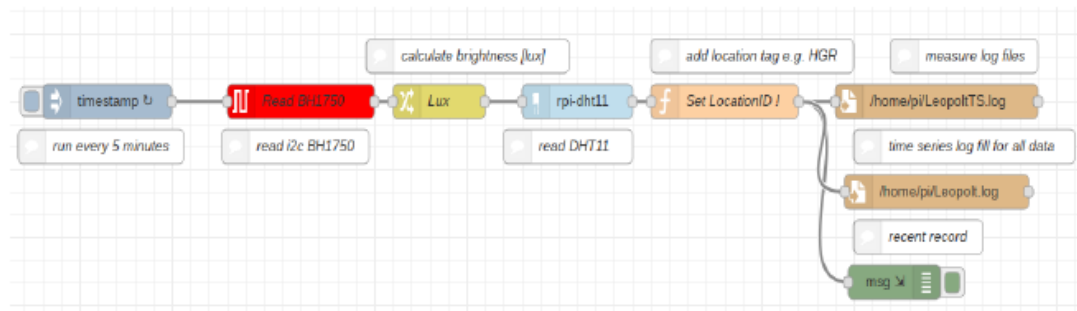 calculate brightness [lux]
add location tag e.g. HGR
measure log files
timestamp ↻
Read BH1750
Lux
rpi-dht11
Set LocationID !
/home/pi/LeopoltTS.log
run every 5 minutes
read i2c BH1750
read DHT11
time series log fill for all data
/home/pi/Leopolt.log
recent record
msg